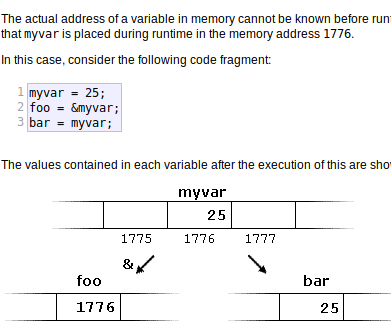 The actual address of a variable in memory cannot be known before run
that myvar is placed during runtime in the memory address 1776.
In this case, consider the following code fragment:
1 myvar = 25;
2 foo = &myvar;
3 bar = myvar;
The values contained in each variable after the execution of this are sho
myvar
25
1775 1776 1777
&
foo bar
1776 25